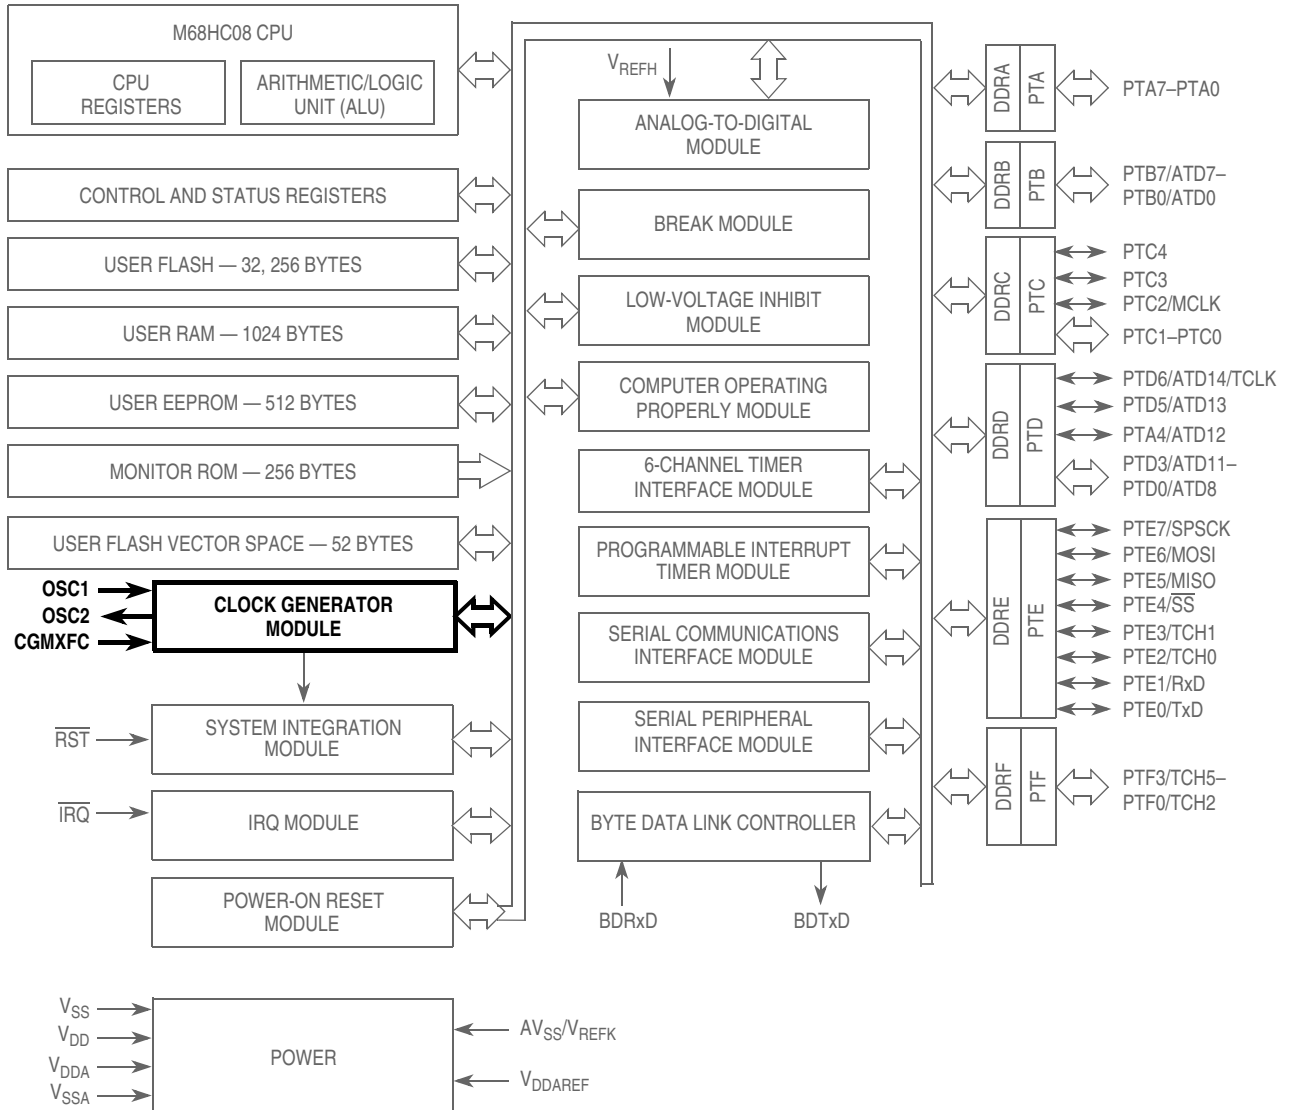 M68HC08 CPU
CPU
REGISTERS
ARITHMETIC/LOGIC
UNIT (ALU)
CONTROL AND STATUS REGISTERS
USER FLASH — 32, 256 BYTES
USER RAM — 1024 BYTES
USER EEPROM — 512 BYTES
MONITOR ROM — 256 BYTES
USER FLASH VECTOR SPACE — 52 BYTES
OSC1
OSC2
CGMXFC
CLOCK GENERATOR
MODULE
RST
SYSTEM INTEGRATION
MODULE
IRQ
IRQ MODULE
POWER-ON RESET
MODULE
VSS
VDD
VDDA
VSSA
POWER
AVSS/VREFK
VDDAREF
VREFH
ANALOG-TO-DIGITAL
MODULE
BREAK MODULE
LOW-VOLTAGE INHIBIT
MODULE
COMPUTER OPERATING
PROPERLY MODULE
6-CHANNEL TIMER
INTERFACE MODULE
PROGRAMMABLE INTERRUPT
TIMER MODULE
SERIAL COMMUNICATIONS
INTERFACE MODULE
SERIAL PERIPHERAL
INTERFACE MODULE
BYTE DATA LINK CONTROLLER
BDRxD
BDTxD
DDRA
PTA
PTA7–PTA0
DDRB
PTB
PTB7/ATD7–
PTB0/ATD0
DDRC
PTC
PTC4
PTC3
PTC2/MCLK
PTC1–PTC0
DDRD
PTD
PTD6/ATD14/TCLK
PTD5/ATD13
PTA4/ATD12
PTD3/ATD11–
PTD0/ATD8
DDRE
PTE
PTE7/SPSCK
PTE6/MOSI
PTE5/MISO
PTE4/SS
PTE3/TCH1
PTE2/TCH0
PTE1/RxD
PTE0/TxD
DDRF
PTF
PTF3/TCH5–
PTF0/TCH2